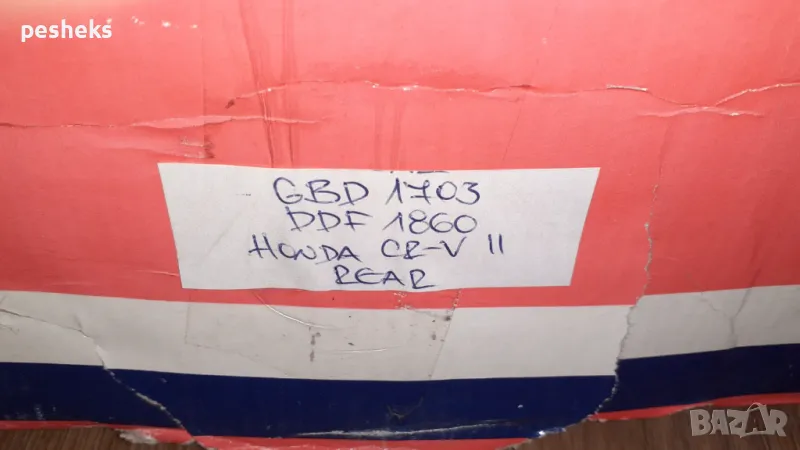 pesheks
GBD 1703
DDF 1860
HONDA CR-V II
REAR
BAZAR